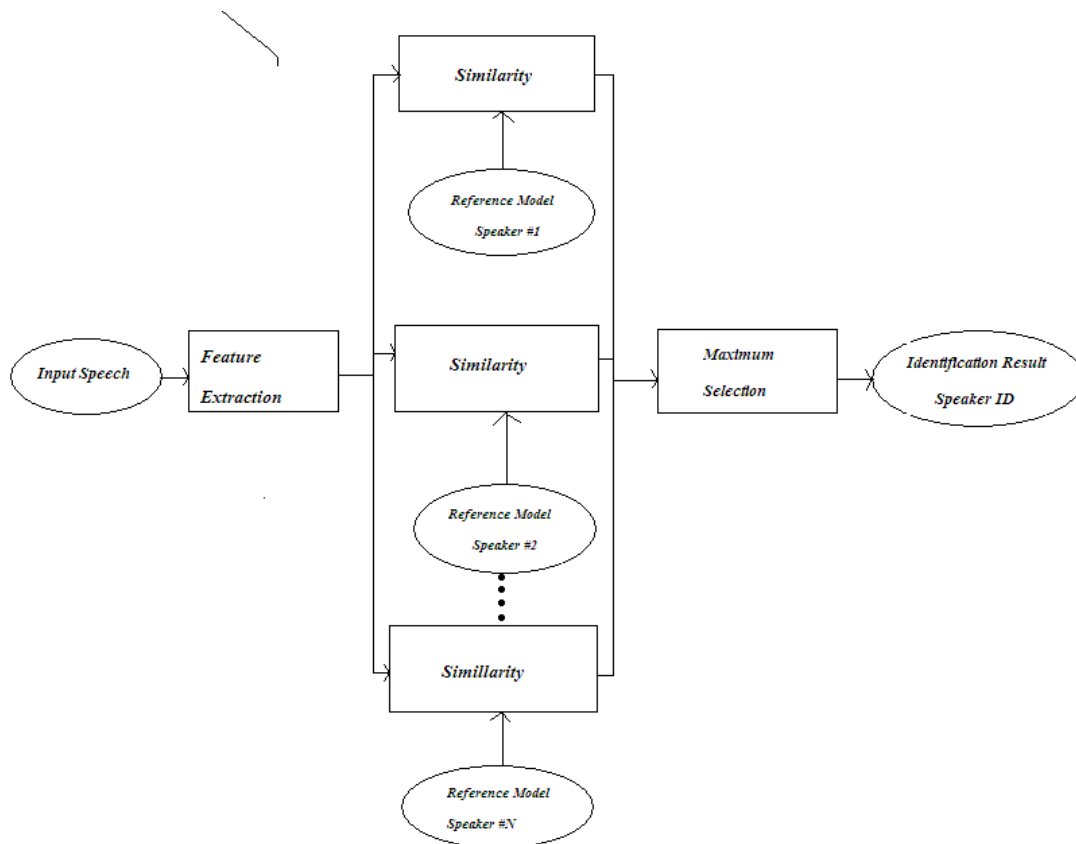 Similarity
Reference Model
Speaker #1
Input Speech
Feature
Extraction
Similarity
Maximum
Selection
Identification Result
Speaker ID
Reference Model
Speaker #2
Simillarity
Reference Model
Speaker #N